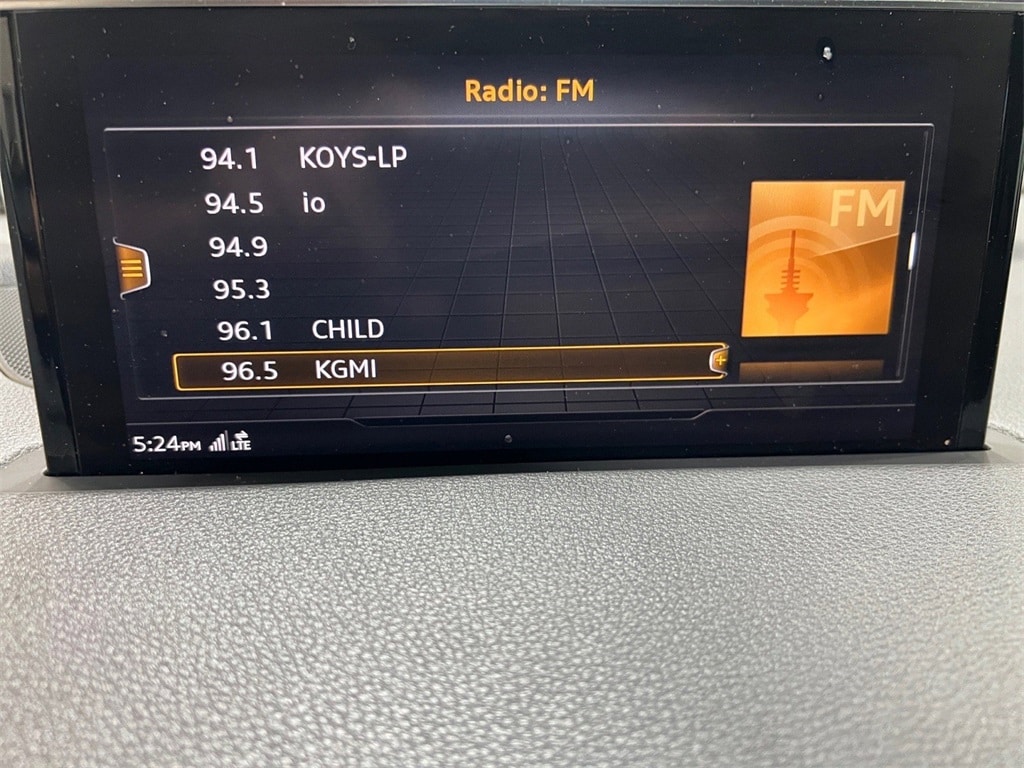 Radio: FM
94.1 KOYS-LP
94.5 io
94.9
95.3
96.1 CHILD
96.5 KGMI
FM
5:24PM LTE